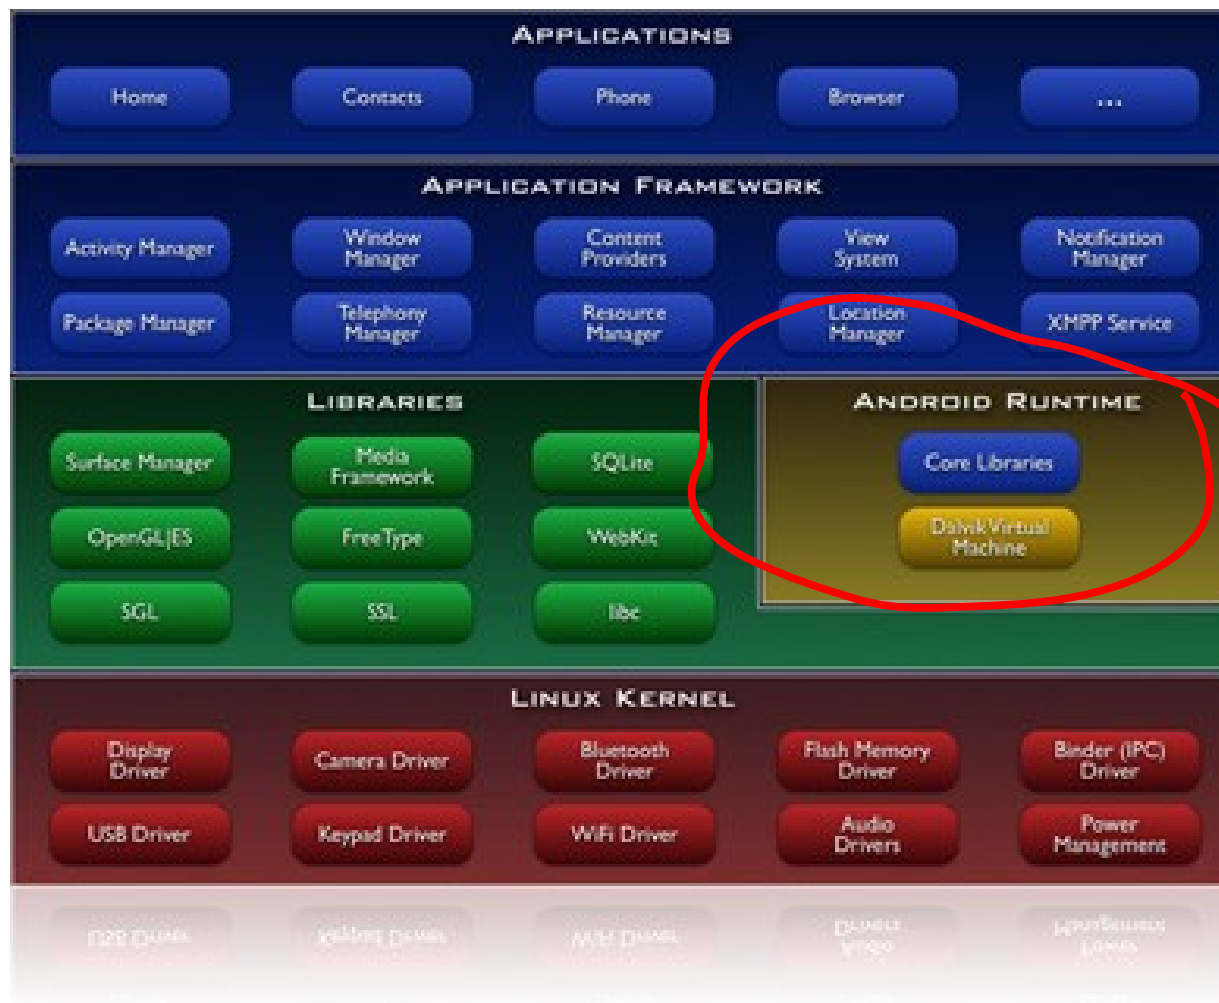 APPLICATIONS
Home
Contacts
Phone
Browser
...
APPLICATION FRAMEWORK
Activity Manager
Window
Manager
Content
Providers
View
System
Notification
Manager
Package Manager
Telephony
Manager
Resource
Manager
Location
Manager
XMPP Service
LIBRARIES
Surface Manager
Media
Framework
SQLite
OpenGL|ES
FreeType
WebKit
SGL
SSL
libc
ANDROID RUNTIME
Core Libraries
Dalvik Virtual
Machine
LINUX KERNEL
Display
Driver
Camera Driver
Bluetooth
Driver
Flash Memory
Driver
Binder (IPC)
Driver
USB Driver
Keypad Driver
WiFi Driver
Audio
Drivers
Power
Management